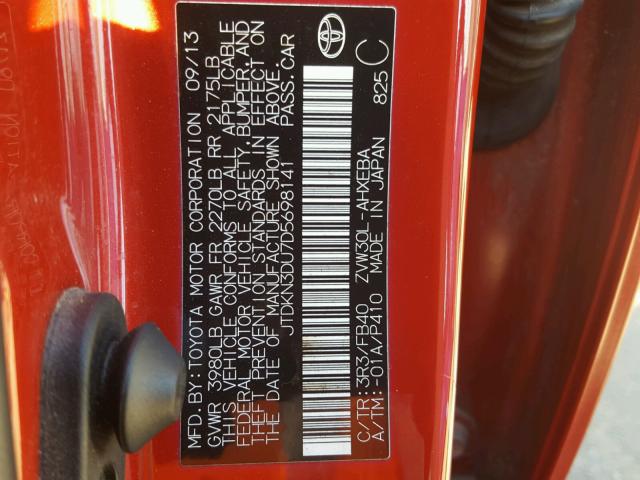 MFD.BY:TOYOTA MOTOR CORPORATION 09/13
GVWR 3980LB GAWR FR 2270LB RR 2175LB
THIS VEHICLE CONFORMS TO ALL APPLICABLE
FEDERAL MOTOR VEHICLE SAFETY, BUMPER, AND
THEFT PREVENTION STANDARDS IN EFFECT ON
THE DATE OF MANUFACTURE SHOWN ABOVE.
JTDKN3DU7D5698141 PASS.CAR
C/TR:3R3/FB40 ZVW30L-AHXEBA
A/TM:-01A/P410 MADE IN JAPAN 825 C